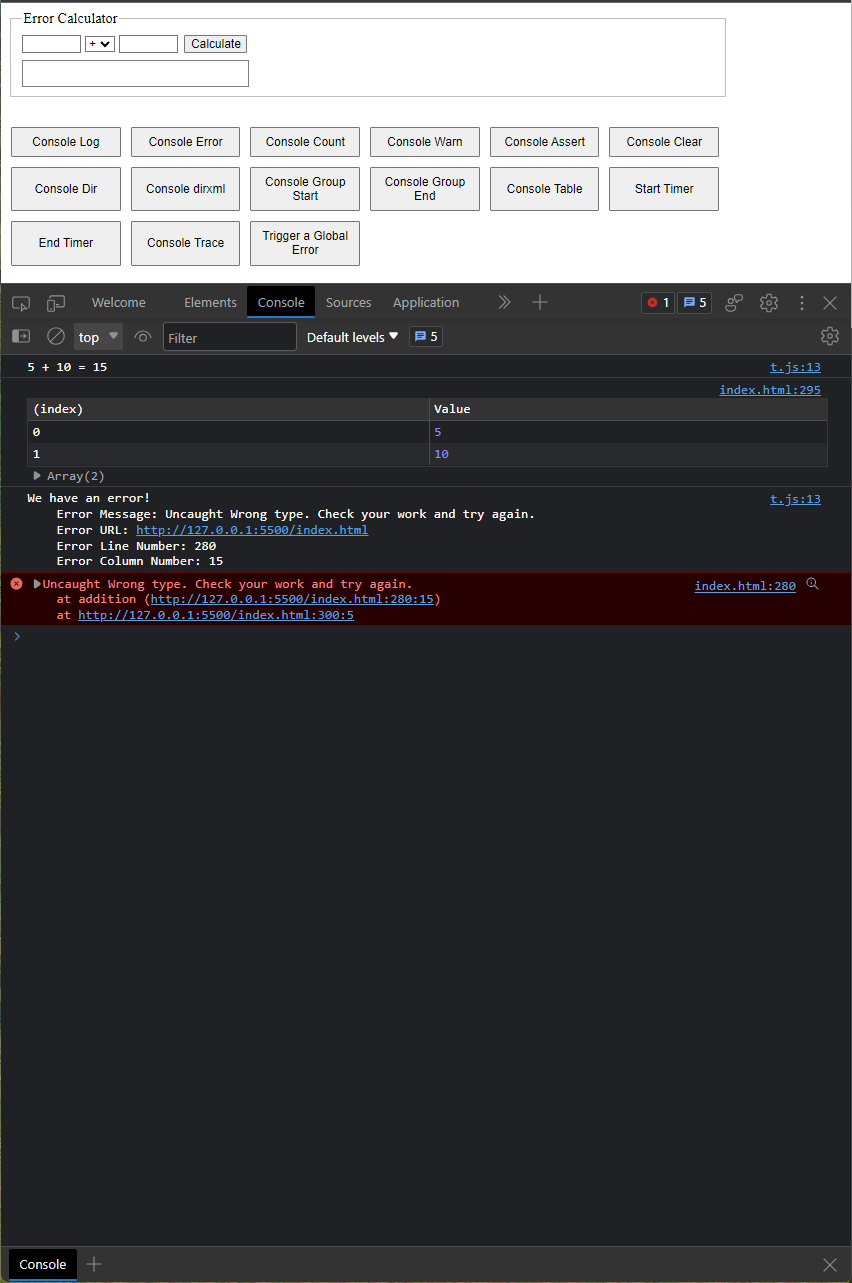 Error Calculator
+ Calculate
Console Log Console Error Console Count Console Warn Console Assert Console Clear
Console Dir Console dirxml Console Group Start Console Group End Console Table Start Timer
End Timer Console Trace Trigger a Global Error
Welcome Elements Console Sources Application 1 5
top Filter Default levels 5
5 + 10 = 15 t.js:13
index.html:295
(index) Value
0 5
1 10
Array(2)
We have an error! t.js:13
Error Message: Uncaught Wrong type. Check your work and try again.
Error URL: http://127.0.0.1:5500/index.html
Error Line Number: 280
Error Column Number: 15
Uncaught Wrong type. Check your work and try again. index.html:280
at addition (http://127.0.0.1:5500/index.html:280:15)
at http://127.0.0.1:5500/index.html:300:5
Console